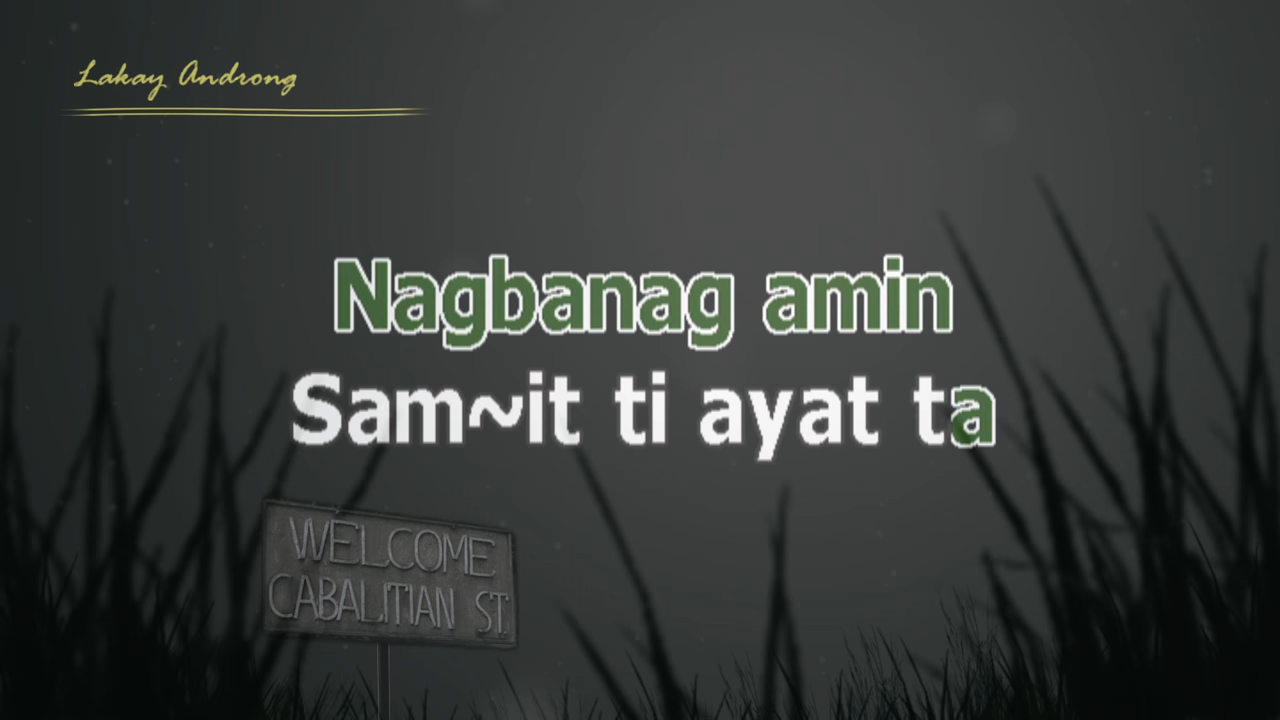 Lakay Androng
Nagbanag amin
Sam~it ti ayat ta
WELCOME
CABALITIAN ST.